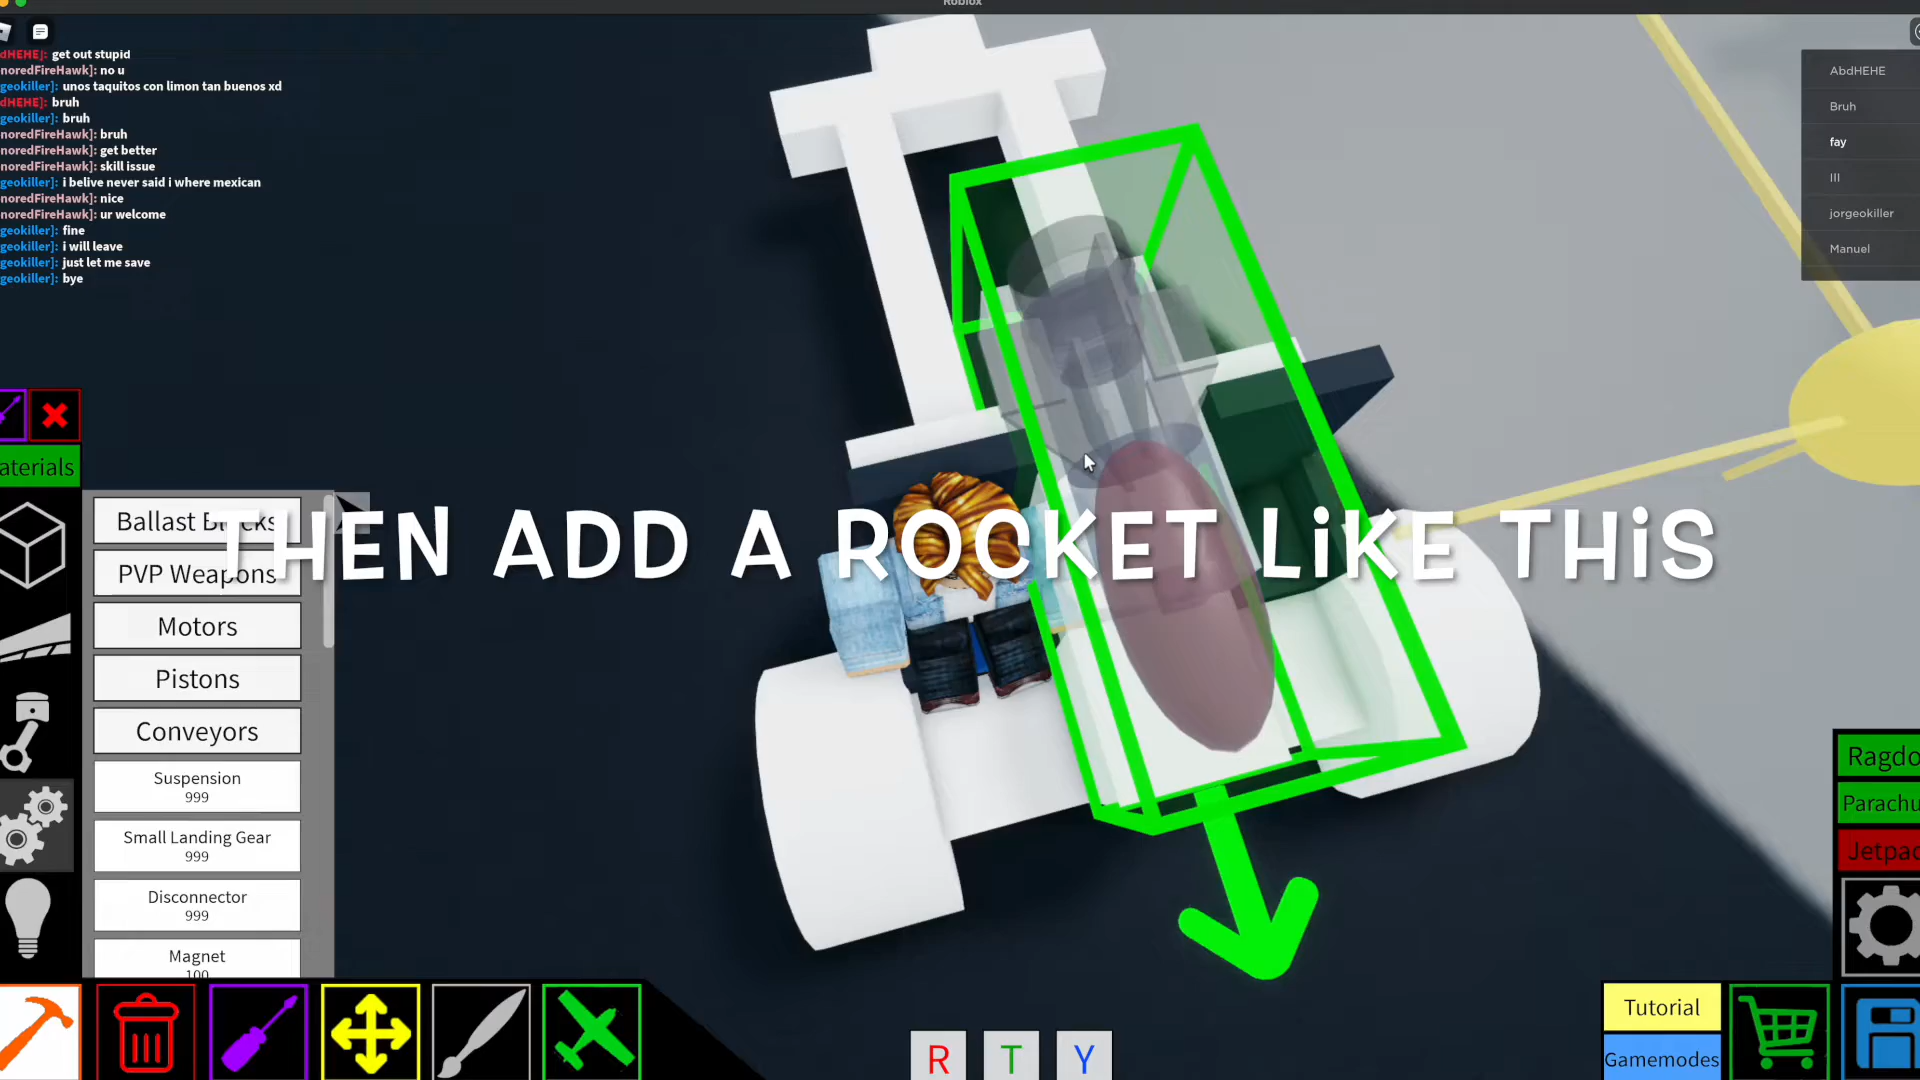 Roblox
dHEHE]: get out stupid
noredFireHawk]: no u
geokiller]: unos taquitos con limon tan buenos xd
dHEHE]: bruh
geokiller]: bruh
noredFireHawk]: bruh
noredFireHawk]: get better
noredFireHawk]: skill issue
geokiller]: i belive never said i where mexican
noredFireHawk]: nice
noredFireHawk]: ur welcome
geokiller]: fine
geokiller]: i will leave
geokiller]: just let me save
geokiller]: bye
AbdHEHE
Bruh
fay
III
jorgeokiller
Manuel
aterials
Ballast Blocks
THEN ADD A ROCKET LiKE THiS
PVP Weapons
Motors
Pistons
Conveyors
Suspension
999
Small Landing Gear
999
Disconnector
999
Magnet
100
Ragdo
Parachu
Jetpac
Tutorial
Gamemodes
R T Y